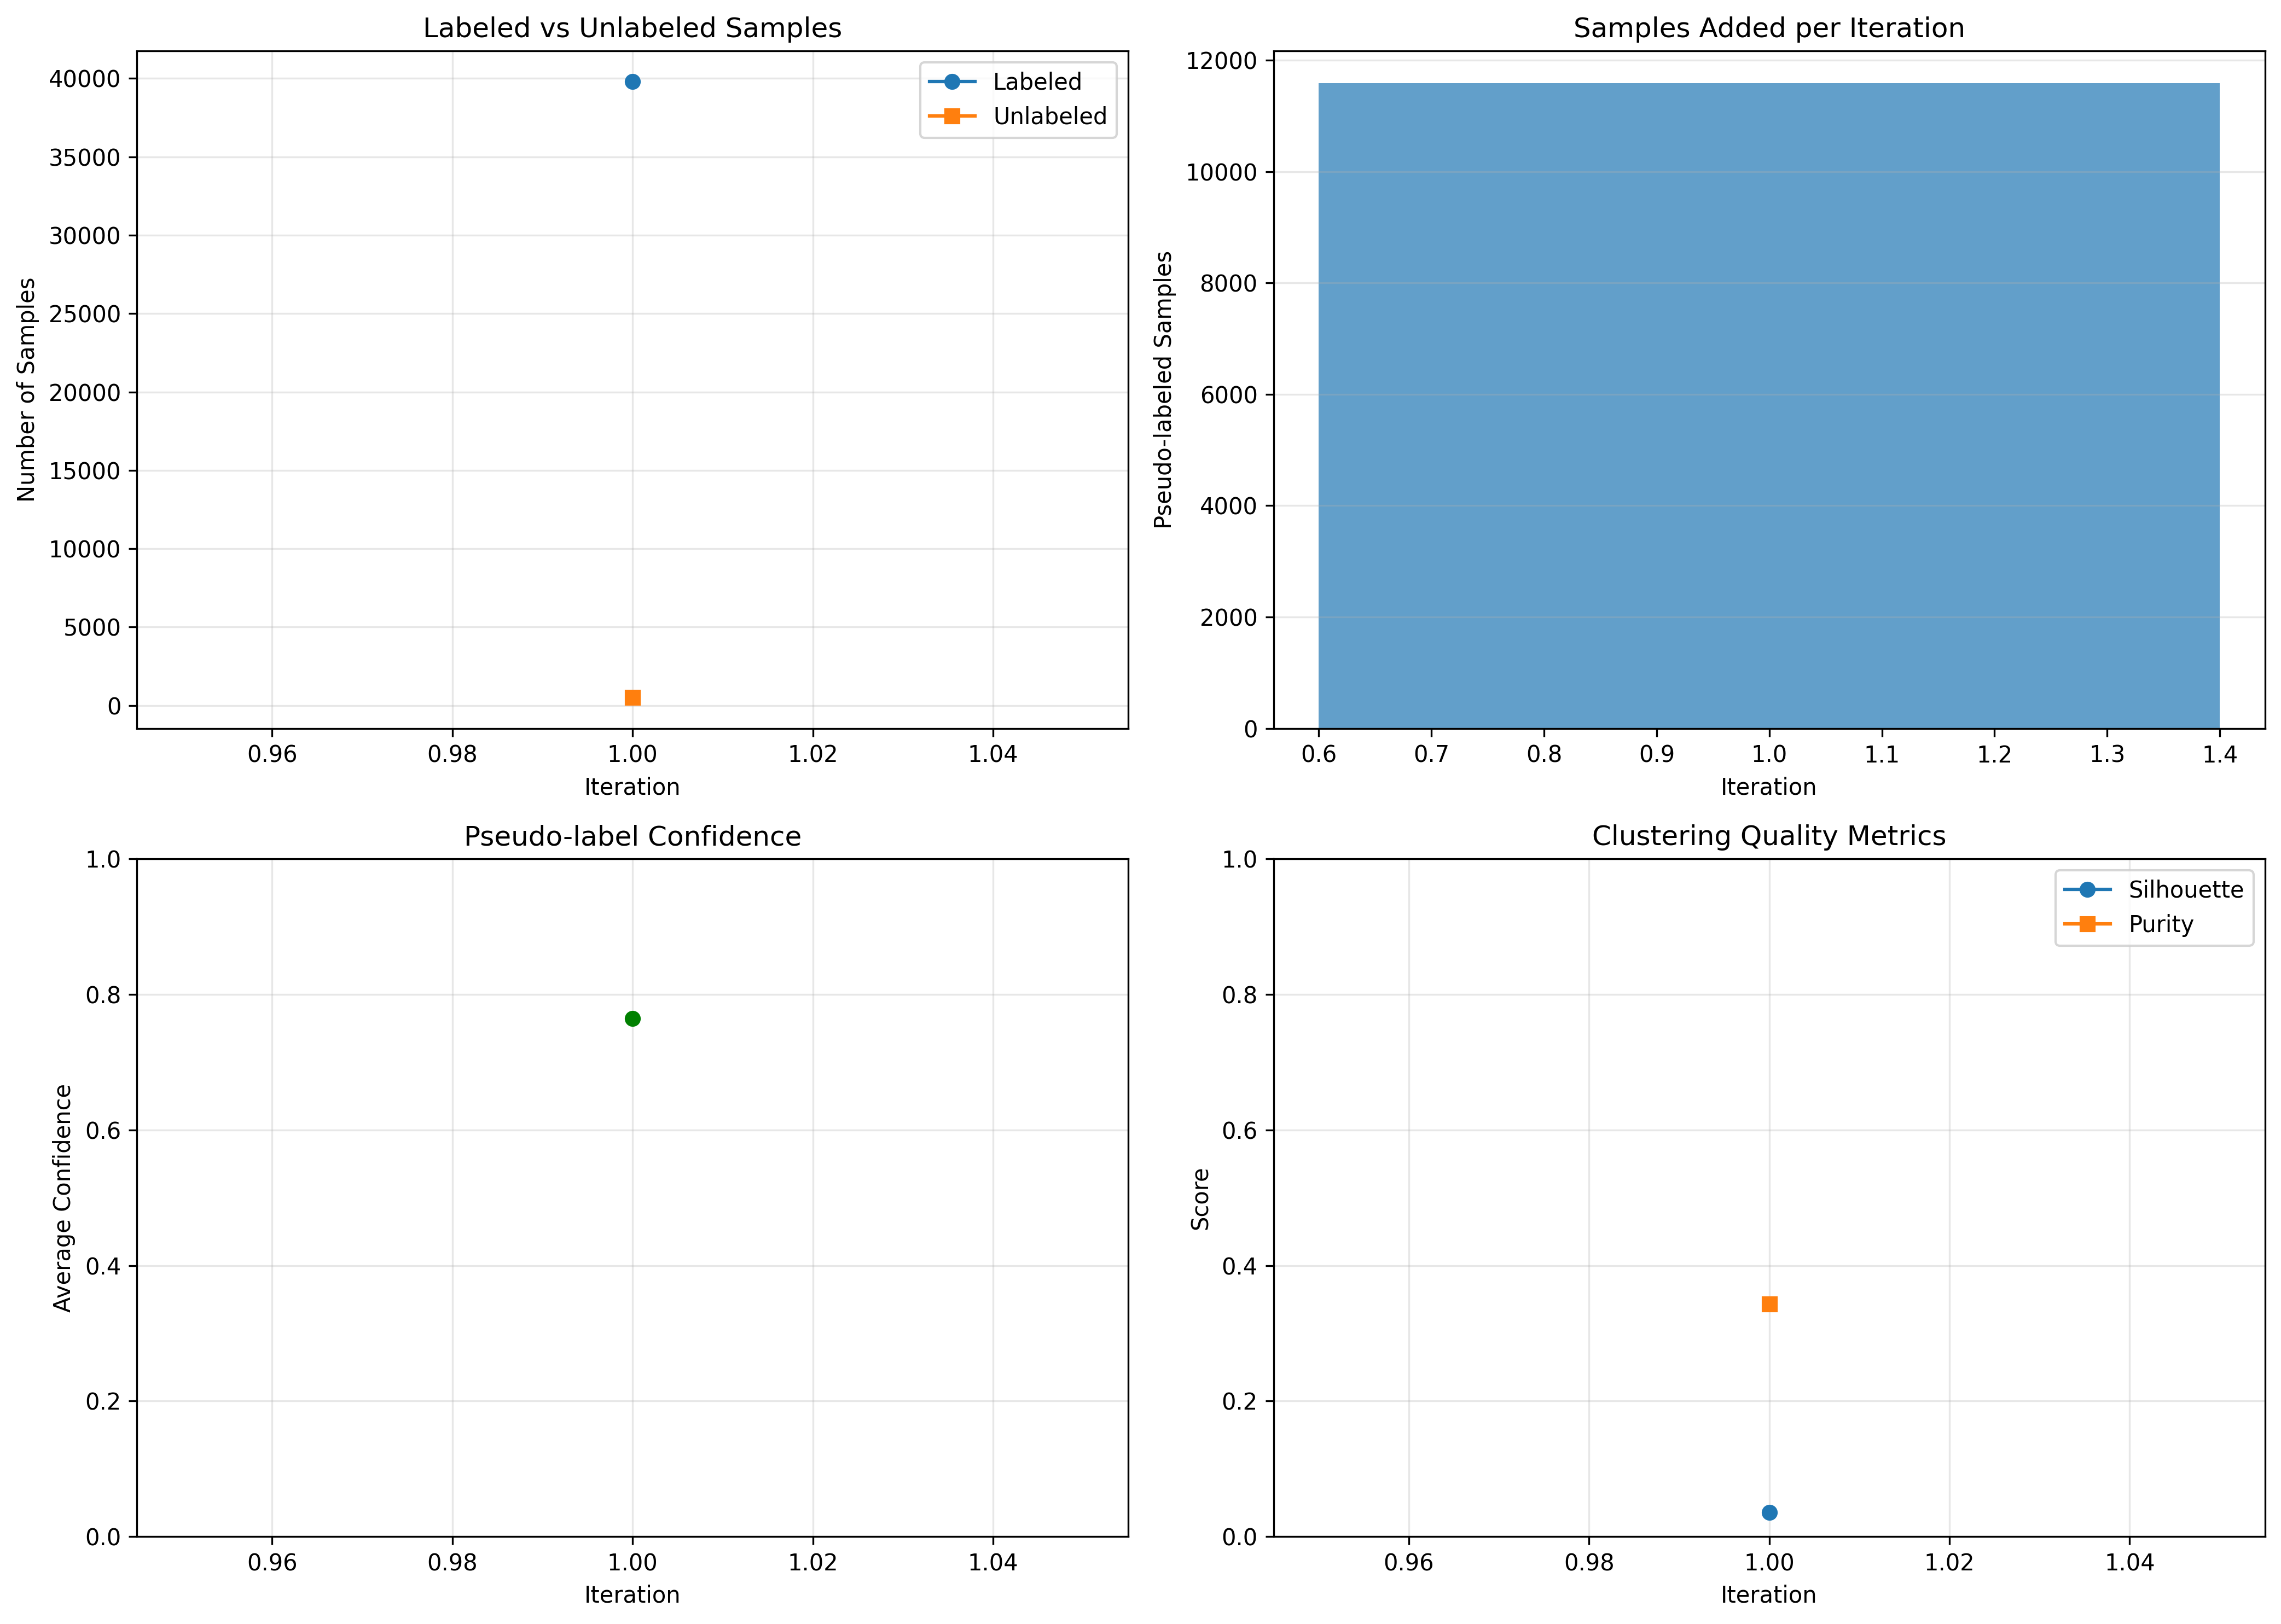 Labeled vs Unlabeled Samples
Number of Samples
40000
35000
30000
25000
20000
15000
10000
5000
0
Labeled
Unlabeled
0.96 0.98 1.00 1.02 1.04
Iteration
Samples Added per Iteration
Pseudo-labeled Samples
12000
10000
8000
6000
4000
2000
0
0.6 0.7 0.8 0.9 1.0 1.1 1.2 1.3 1.4
Iteration
Pseudo-label Confidence
Average Confidence
1.0
0.8
0.6
0.4
0.2
0.0
0.96 0.98 1.00 1.02 1.04
Iteration
Clustering Quality Metrics
Score
1.0
0.8
0.6
0.4
0.2
0.0
Silhouette
Purity
0.96 0.98 1.00 1.02 1.04
Iteration